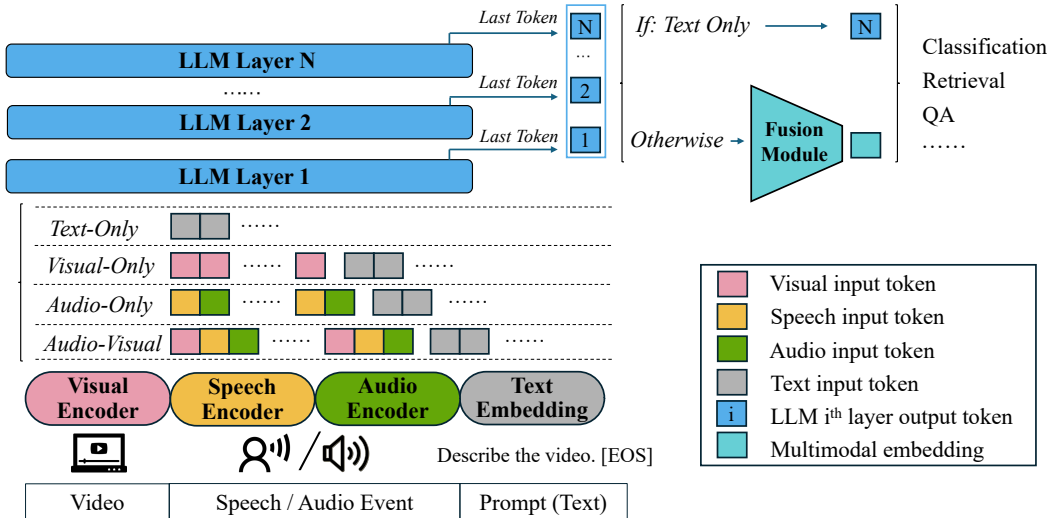 Last Token
N
If: Text Only
N
LLM Layer N
……
…
Classification
Retrieval
QA
……
Last Token
2
LLM Layer 2
Last Token
1
Otherwise
Fusion
Module
LLM Layer 1
Text-Only
……
Visual-Only
……
……
Audio-Only
……
……
Audio-Visual
……
……
Visual
Encoder
Speech
Encoder
Audio
Encoder
Text
Embedding
Describe the video. [EOS]
Video
Speech / Audio Event
Prompt (Text)
Visual input token
Speech input token
Audio input token
Text input token
i
LLM iᵗʰ layer output token
Multimodal embedding